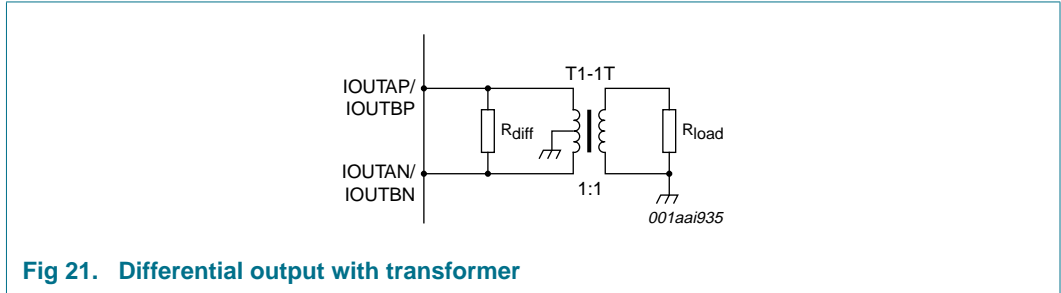 IOUTAP/
IOUTBP
T1-1T
Rdiff
Rload
IOUTAN/
IOUTBN
1:1
001aai935
Fig 21. Differential output with transformer